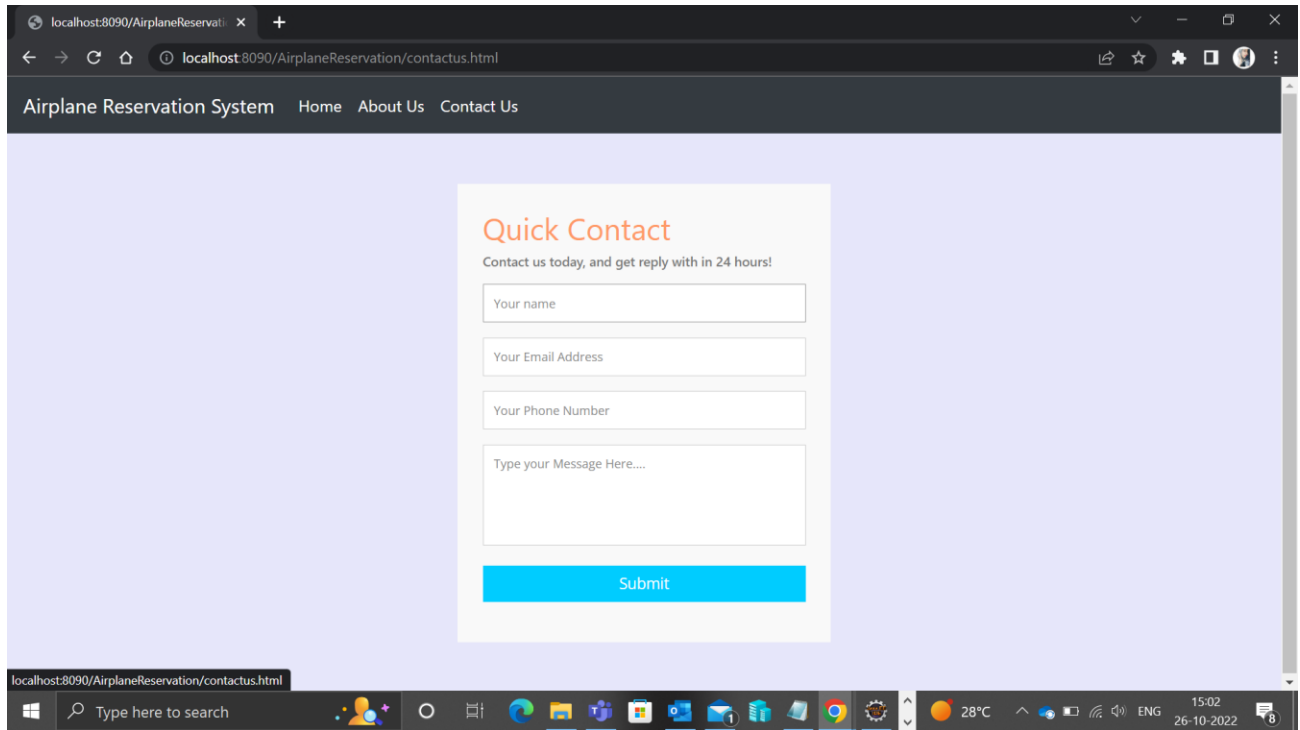 localhost:8090/AirplaneReservati
localhost:8090/AirplaneReservation/contactus.html
Airplane Reservation System Home About Us Contact Us
Quick Contact
Contact us today, and get reply with in 24 hours!
Your name
Your Email Address
Your Phone Number
Type your Message Here....
Submit
localhost:8090/AirplaneReservation/contactus.html
Type here to search
1
28°C
ENG
15:02
26-10-2022
8